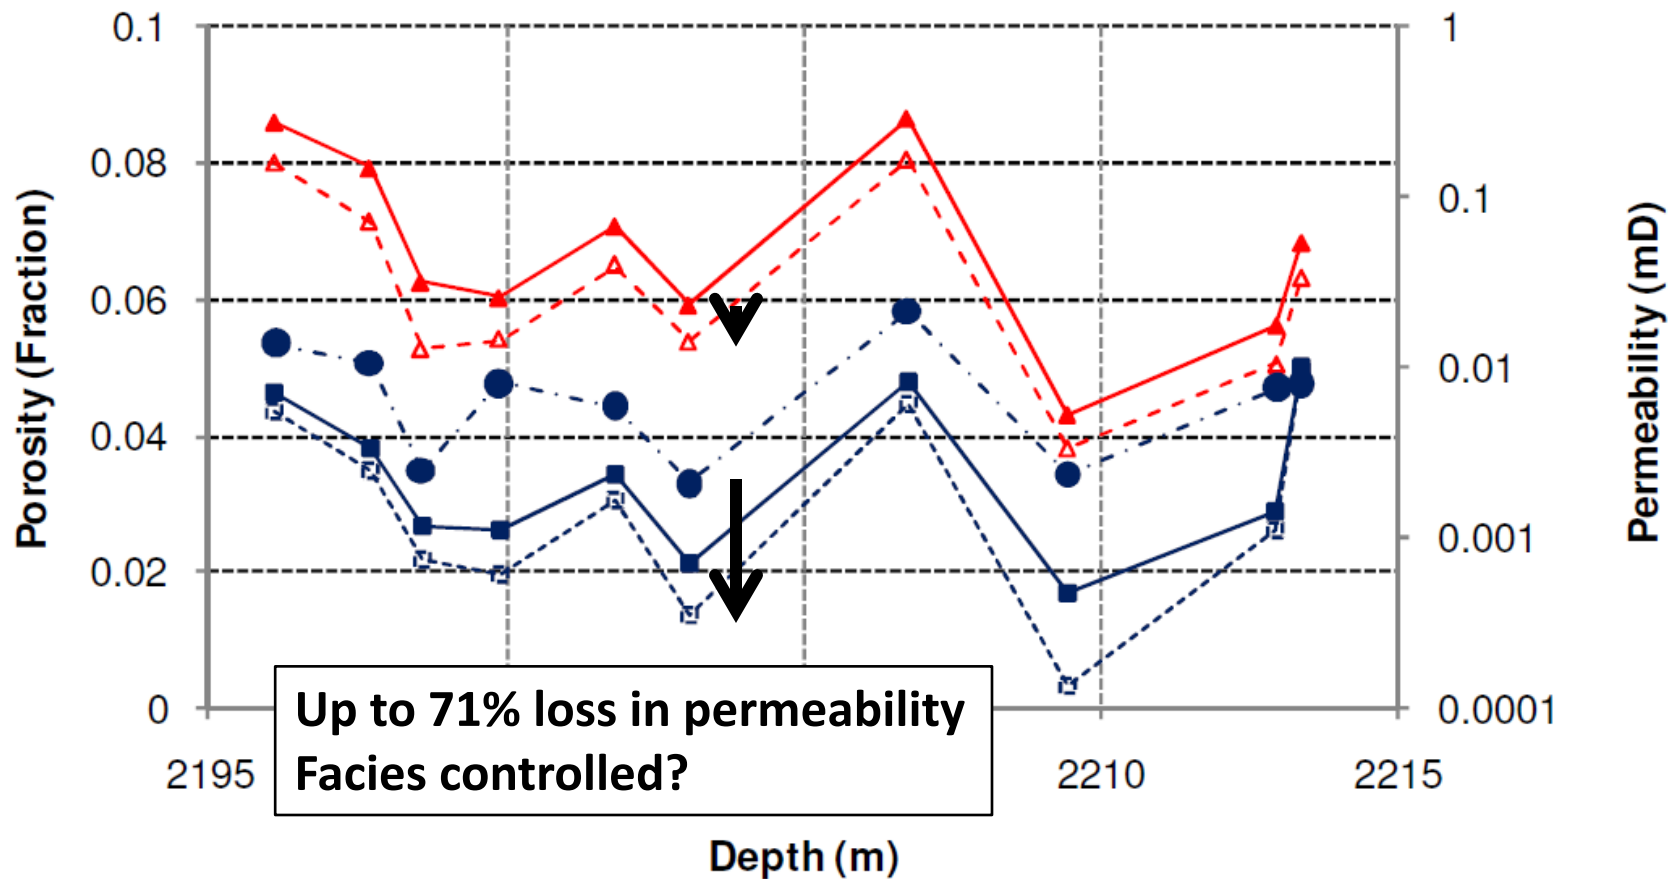 0.1
0.08
0.06
0.04
0.02
0
Porosity (Fraction)
1
0.1
0.01
0.001
0.0001
Permeability (mD)
Up to 71% loss in permeability
Facies controlled?
2195
2210
2215
Depth (m)